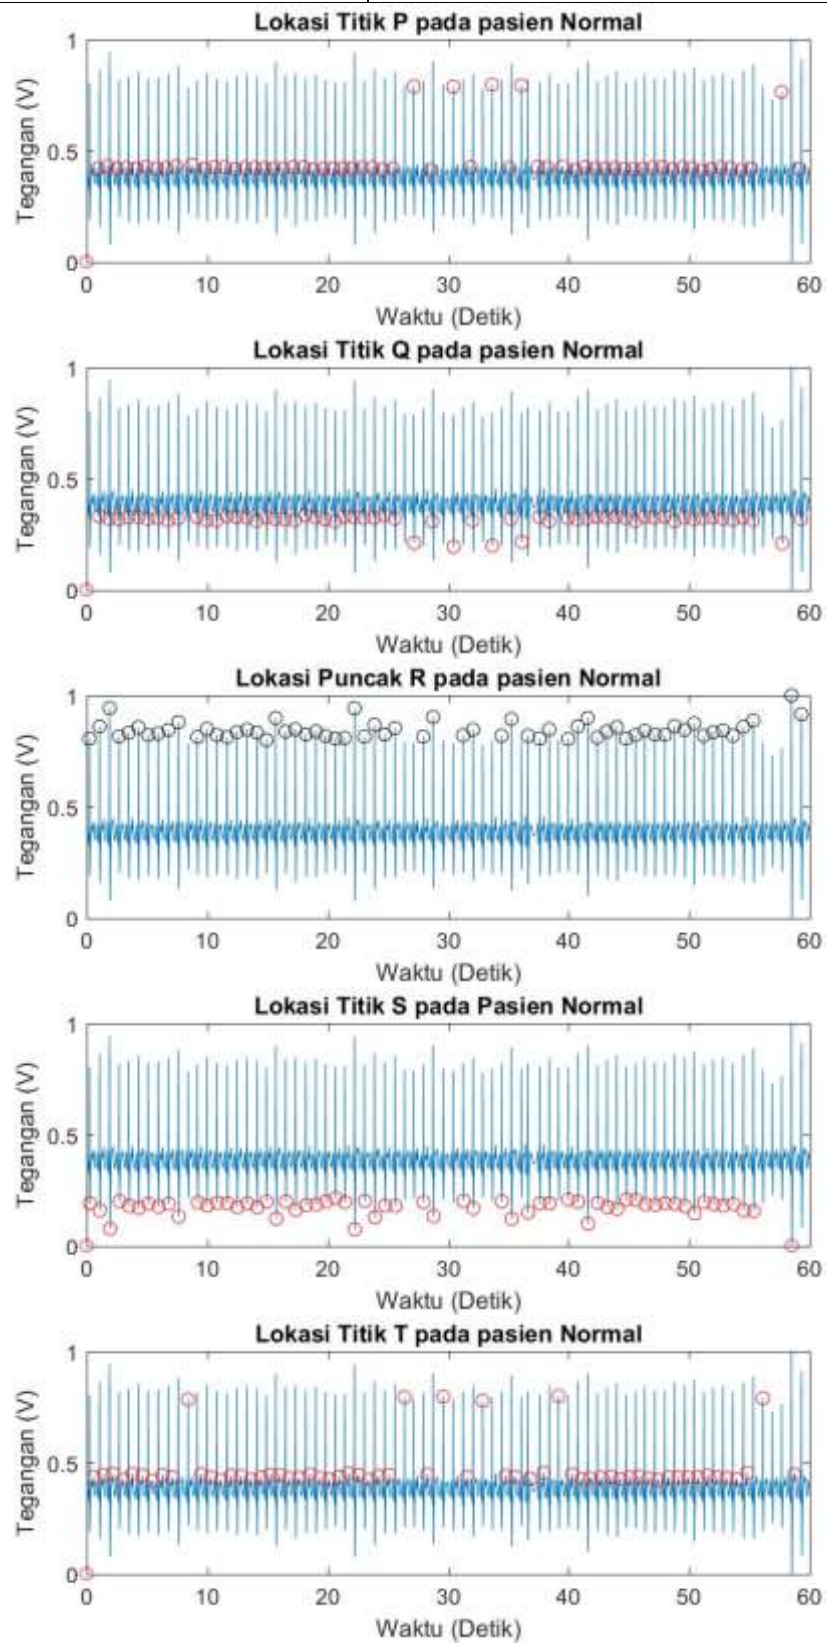 Lokasi Titik P pada pasien Normal
1
0.5
0
Tegangan (V)
0 10 20 30 40 50 60
Waktu (Detik)
Lokasi Titik Q pada pasien Normal
1
0.5
0
Tegangan (V)
0 10 20 30 40 50 60
Waktu (Detik)
Lokasi Puncak R pada pasien Normal
1
0.5
0
Tegangan (V)
0 10 20 30 40 50 60
Waktu (Detik)
Lokasi Titik S pada Pasien Normal
1
0.5
0
Tegangan (V)
0 10 20 30 40 50 60
Waktu (Detik)
Lokasi Titik T pada pasien Normal
1
0.5
0
Tegangan (V)
0 10 20 30 40 50 60
Waktu (Detik)